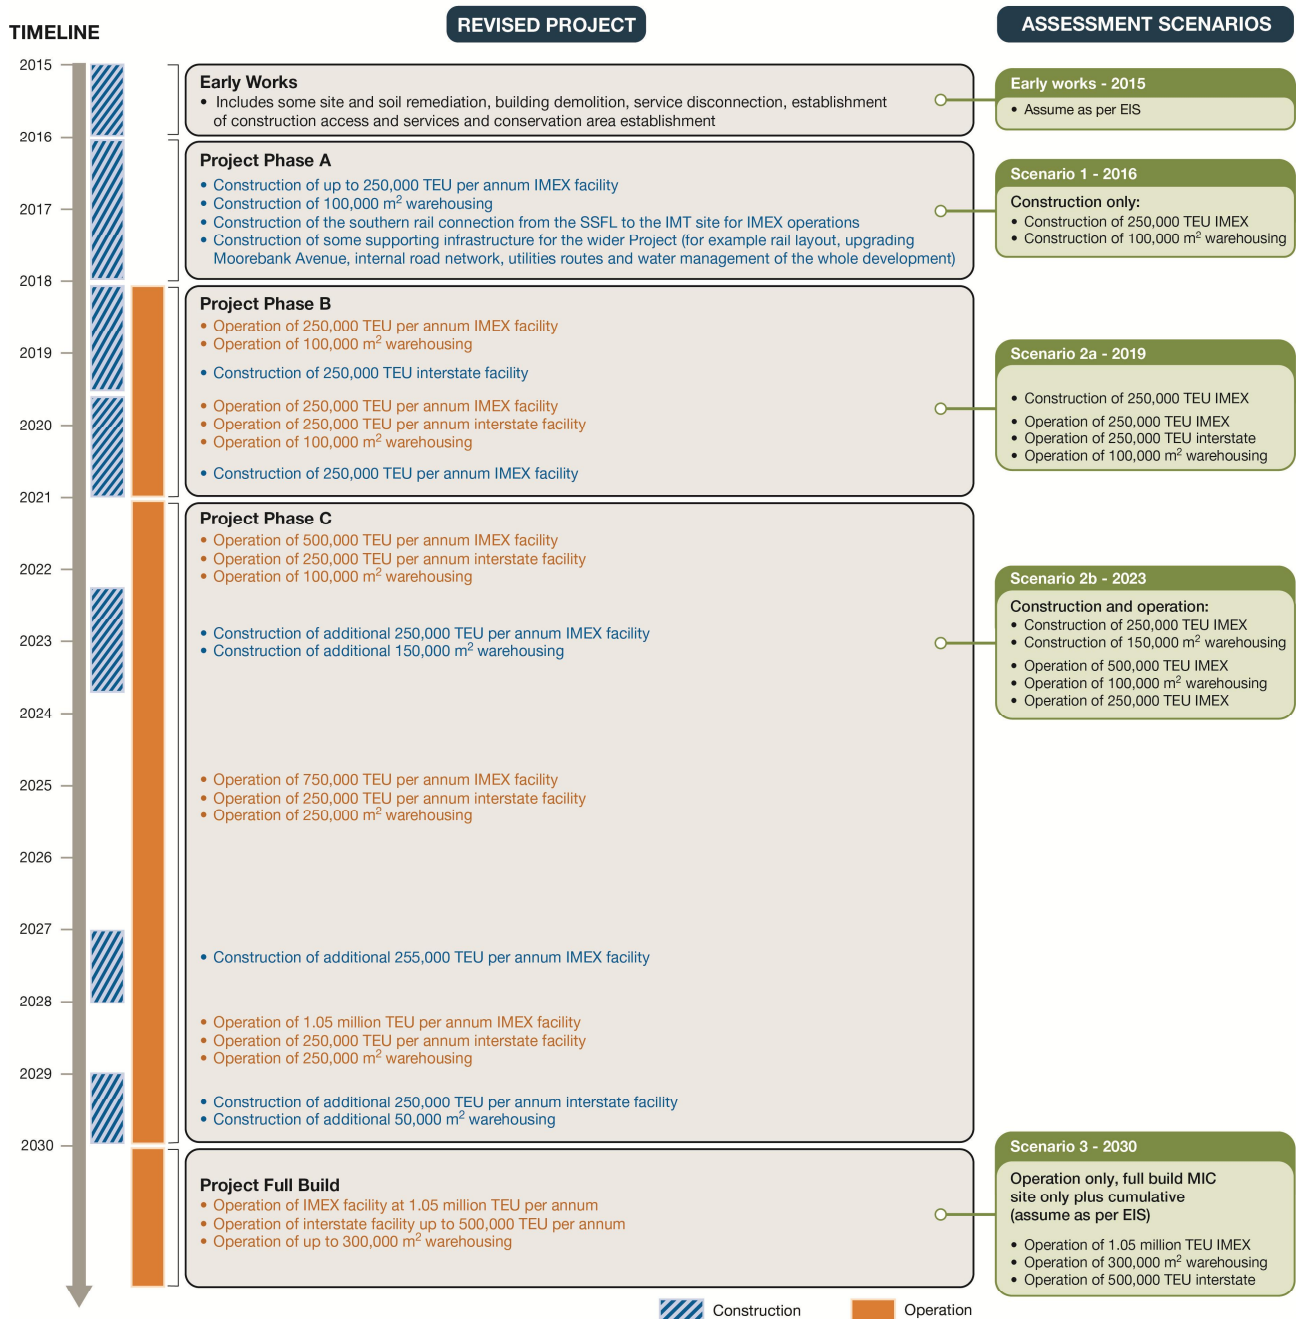 TIMELINE
REVISED PROJECT
ASSESSMENT SCENARIOS
2015
Early Works
• Includes some site and soil remediation, building demolition, service disconnection, establishment
of construction access and services and conservation area establishment
Early works - 2015
• Assume as per EIS
2016
Project Phase A
• Construction of up to 250,000 TEU per annum IMEX facility
• Construction of 100,000 m² warehousing
• Construction of the southern rail connection from the SSFL to the IMT site for IMEX operations
• Construction of some supporting infrastructure for the wider Project (for example rail layout, upgrading
Moorebank Avenue, internal road network, utilities routes and water management of the whole development)
2017
Scenario 1 - 2016
Construction only:
• Construction of 250,000 TEU IMEX
• Construction of 100,000 m² warehousing
2018
Project Phase B
• Operation of 250,000 TEU per annum IMEX facility
• Operation of 100,000 m² warehousing
2019
• Construction of 250,000 TEU interstate facility
• Operation of 250,000 TEU per annum IMEX facility
• Operation of 250,000 TEU per annum interstate facility
2020
• Operation of 100,000 m² warehousing
• Construction of 250,000 TEU per annum IMEX facility
Scenario 2a - 2019
• Construction of 250,000 TEU IMEX
• Operation of 250,000 TEU IMEX
• Operation of 250,000 TEU interstate
• Operation of 100,000 m² warehousing
2021
Project Phase C
• Operation of 500,000 TEU per annum IMEX facility
• Operation of 250,000 TEU per annum interstate facility
2022
• Operation of 100,000 m² warehousing
• Construction of additional 250,000 TEU per annum IMEX facility
2023
• Construction of additional 150,000 m² warehousing
Scenario 2b - 2023
Construction and operation:
• Construction of 250,000 TEU IMEX
• Construction of 150,000 m² warehousing
• Operation of 500,000 TEU IMEX
• Operation of 100,000 m² warehousing
• Operation of 250,000 TEU IMEX
2024
2025
• Operation of 750,000 TEU per annum IMEX facility
• Operation of 250,000 TEU per annum interstate facility
• Operation of 250,000 m² warehousing
2026
2027
• Construction of additional 255,000 TEU per annum IMEX facility
2028
• Operation of 1.05 million TEU per annum IMEX facility
• Operation of 250,000 TEU per annum interstate facility
• Operation of 250,000 m² warehousing
2029
• Construction of additional 250,000 TEU per annum interstate facility
• Construction of additional 50,000 m² warehousing
2030
Project Full Build
• Operation of IMEX facility at 1.05 million TEU per annum
• Operation of interstate facility up to 500,000 TEU per annum
• Operation of up to 300,000 m² warehousing
Scenario 3 - 2030
Operation only, full build MIC
site only plus cumulative
(assume as per EIS)
• Operation of 1.05 million TEU IMEX
• Operation of 300,000 m² warehousing
• Operation of 500,000 TEU interstate
Construction
Operation